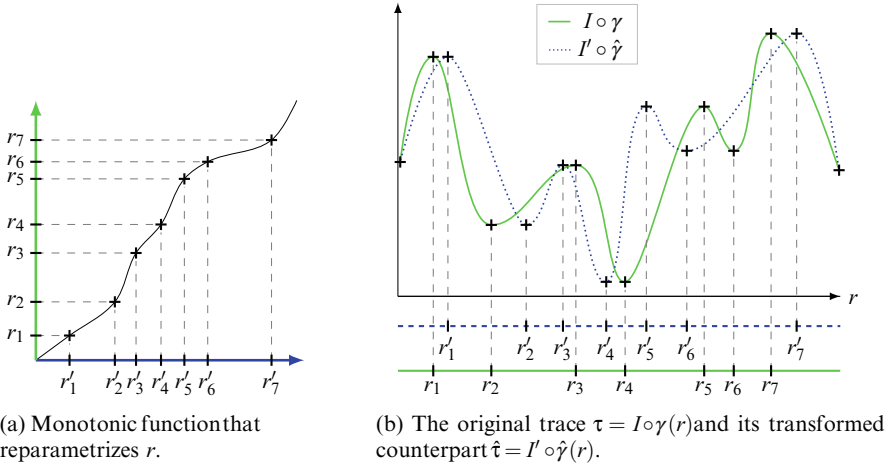 r₇
r₆
r₅
r₄
r₃
r₂
r₁
r′₁ r′₂ r′₃ r′₄ r′₅ r′₆ r′₇
(a) Monotonic function that
reparametrizes r.
I ∘ γ
I′ ∘ γ̂
r
r′₁ r′₂ r′₃ r′₄ r′₅ r′₆ r′₇
r₁ r₂ r₃ r₄ r₅ r₆ r₇
(b) The original trace τ = I∘γ(r) and its transformed
counterpart τ̂ = I′∘γ̂(r).